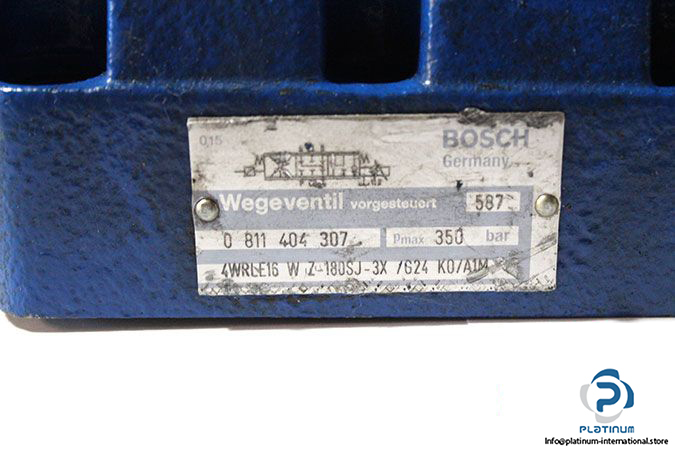 015
BOSCH
Germany
Wegeventil vorgesteuert 587
0 811 404 307 Pmax 350 bar
4WRLE16 W Z-180SJ-3X /G24 K0/A1M
PLATINUM
Info@platinum-international.store